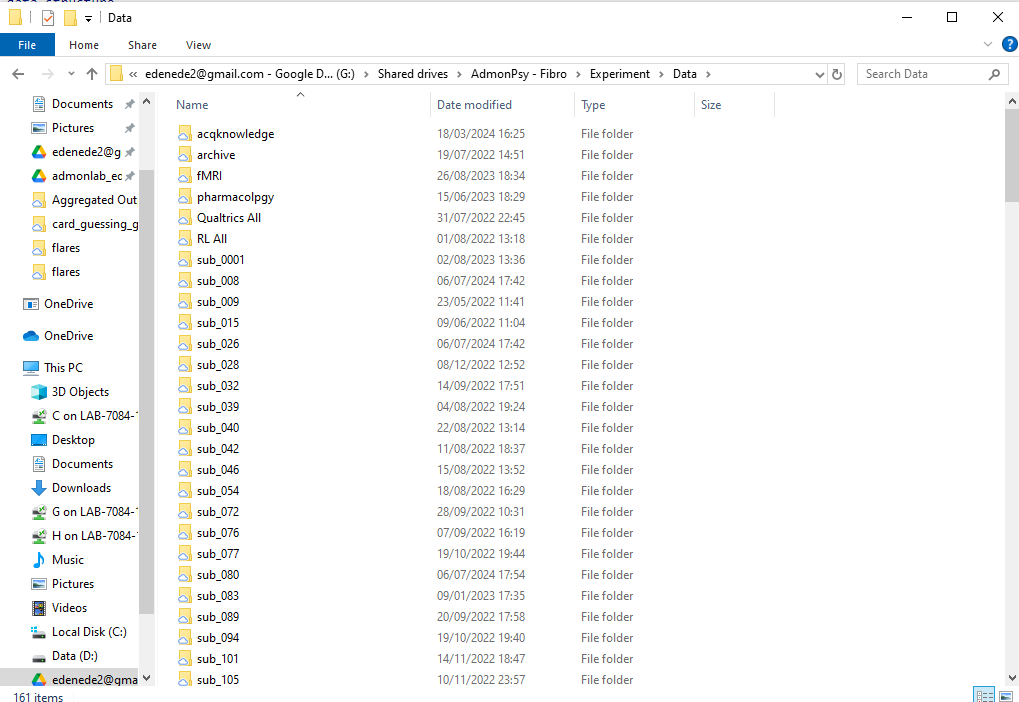 Data
File Home Share View
« edenede2@gmail.com - Google D... (G:) > Shared drives > AdmonPsy - Fibro > Experiment > Data >
Search Data
Documents
Pictures
edenede2@g
admonlab_ec
Aggregated Out
card_guessing_g
flares
flares
OneDrive
OneDrive
This PC
3D Objects
C on LAB-7084-1
Desktop
Documents
Downloads
G on LAB-7084-1
H on LAB-7084-1
Music
Pictures
Videos
Local Disk (C:)
Data (D:)
edenede2@gma
Name Date modified Type Size
acqknowledge 18/03/2024 16:25 File folder
archive 19/07/2022 14:51 File folder
fMRI 26/08/2023 18:34 File folder
pharmacolpgy 15/06/2023 18:29 File folder
Qualtrics All 31/07/2022 22:45 File folder
RL All 01/08/2022 13:18 File folder
sub_0001 02/08/2023 13:36 File folder
sub_008 06/07/2024 17:42 File folder
sub_009 23/05/2022 11:41 File folder
sub_015 09/06/2022 11:04 File folder
sub_026 06/07/2024 17:42 File folder
sub_028 08/12/2022 12:52 File folder
sub_032 14/09/2022 17:51 File folder
sub_039 04/08/2022 19:24 File folder
sub_040 22/08/2022 13:14 File folder
sub_042 11/08/2022 18:37 File folder
sub_046 15/08/2022 13:52 File folder
sub_054 18/08/2022 16:29 File folder
sub_072 28/09/2022 10:31 File folder
sub_076 07/09/2022 16:19 File folder
sub_077 19/10/2022 19:44 File folder
sub_080 06/07/2024 17:54 File folder
sub_083 09/01/2023 17:35 File folder
sub_089 20/09/2022 17:58 File folder
sub_094 19/10/2022 19:40 File folder
sub_101 14/11/2022 18:47 File folder
sub_105 10/11/2022 23:57 File folder
161 items